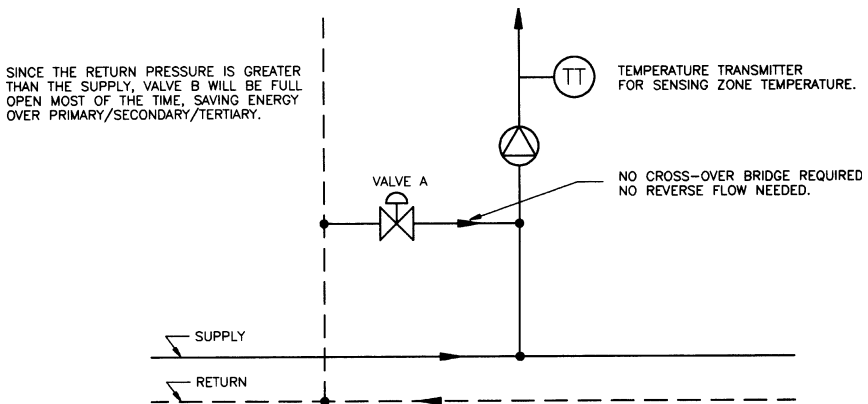 SINCE THE RETURN PRESSURE IS GREATER
THAN THE SUPPLY, VALVE B WILL BE FULL
OPEN MOST OF THE TIME, SAVING ENERGY
OVER PRIMARY/SECONDARY/TERTIARY.
TT
TEMPERATURE TRANSMITTER
FOR SENSING ZONE TEMPERATURE.
VALVE A
NO CROSS-OVER BRIDGE REQUIRED
NO REVERSE FLOW NEEDED.
SUPPLY
RETURN